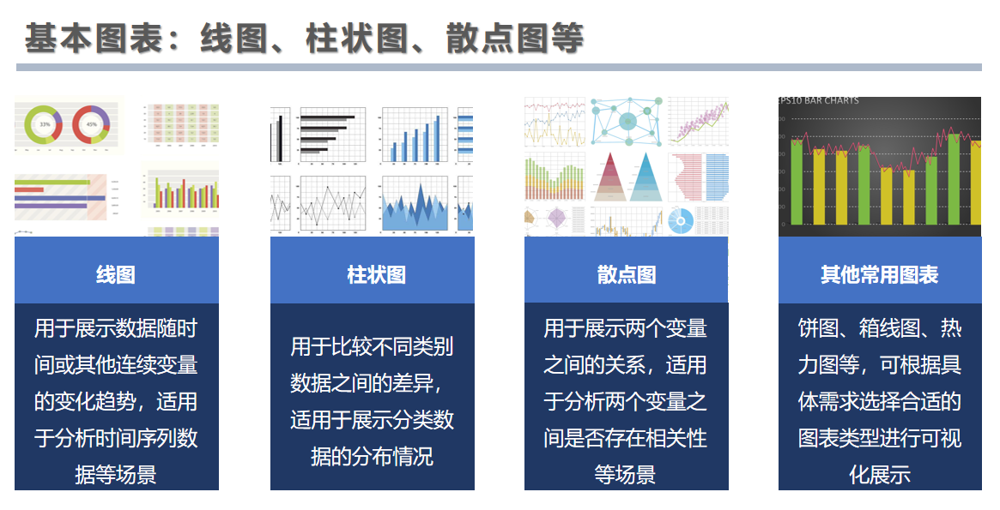 基本图表：线图、柱状图、散点图等
33%
45%
EPS10 BAR CHARTS
线图
用于展示数据随时
间或其他连续变量
的变化趋势，适用
于分析时间序列数
据等场景
柱状图
用于比较不同类别
数据之间的差异，
适用于展示分类数
据的分布情况
散点图
用于展示两个变量
之间的关系，适用
于分析两个变量之
间是否存在相关性
等场景
其他常用图表
饼图、箱线图、热
力图等，可根据具
体需求选择合适的
图表类型进行可视
化展示